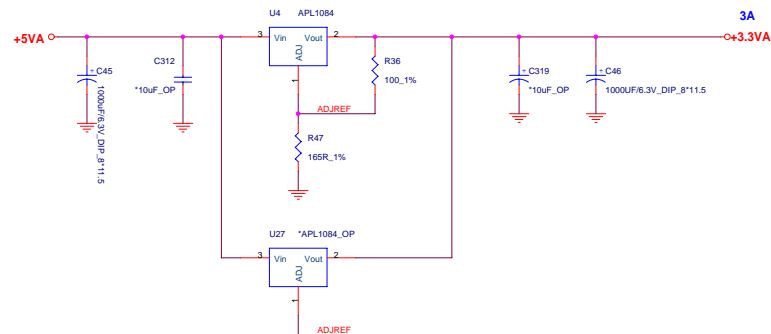 U4 APL1084
3A
+5VA
3 Vin Vout 2
ADJ
1
+3.3VA
C45
1000uF/6.3V_DIP_8*11.5
C312
*10uF_OP
R36
100_1%
C319
*10uF_OP
C46
1000UF/6.3V_DIP_8*11.5
ADJREF
R47
165R_1%
U27 *APL1084_OP
3 Vin Vout 2
ADJ
1
ADJREF